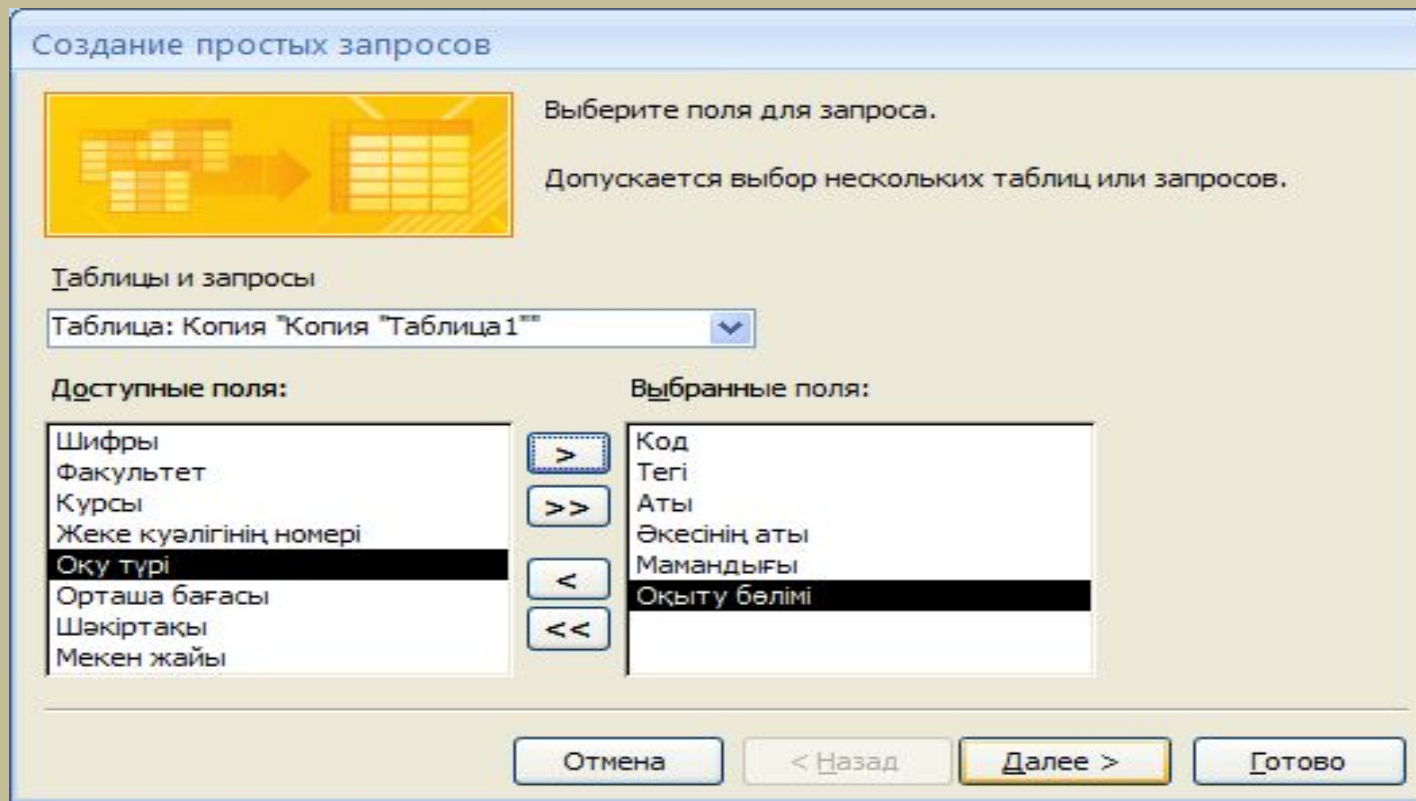 Создание простых запросов
Выберите поля для запроса.
Допускается выбор нескольких таблиц или запросов.
Таблицы и запросы
Таблица: Копия "Копия "Таблица1""
Доступные поля:
Выбранные поля:
Шифры
Факультет
Курсы
Жеке куәлігінің номері
Оқу түрі
Орташа бағасы
Шәкіртақы
Мекен жайы
>
>>
<
<<
Код
Тегі
Аты
Әкесінің аты
Мамандығы
Оқыту бөлімі
Отмена
< Назад
Далее >
Готово